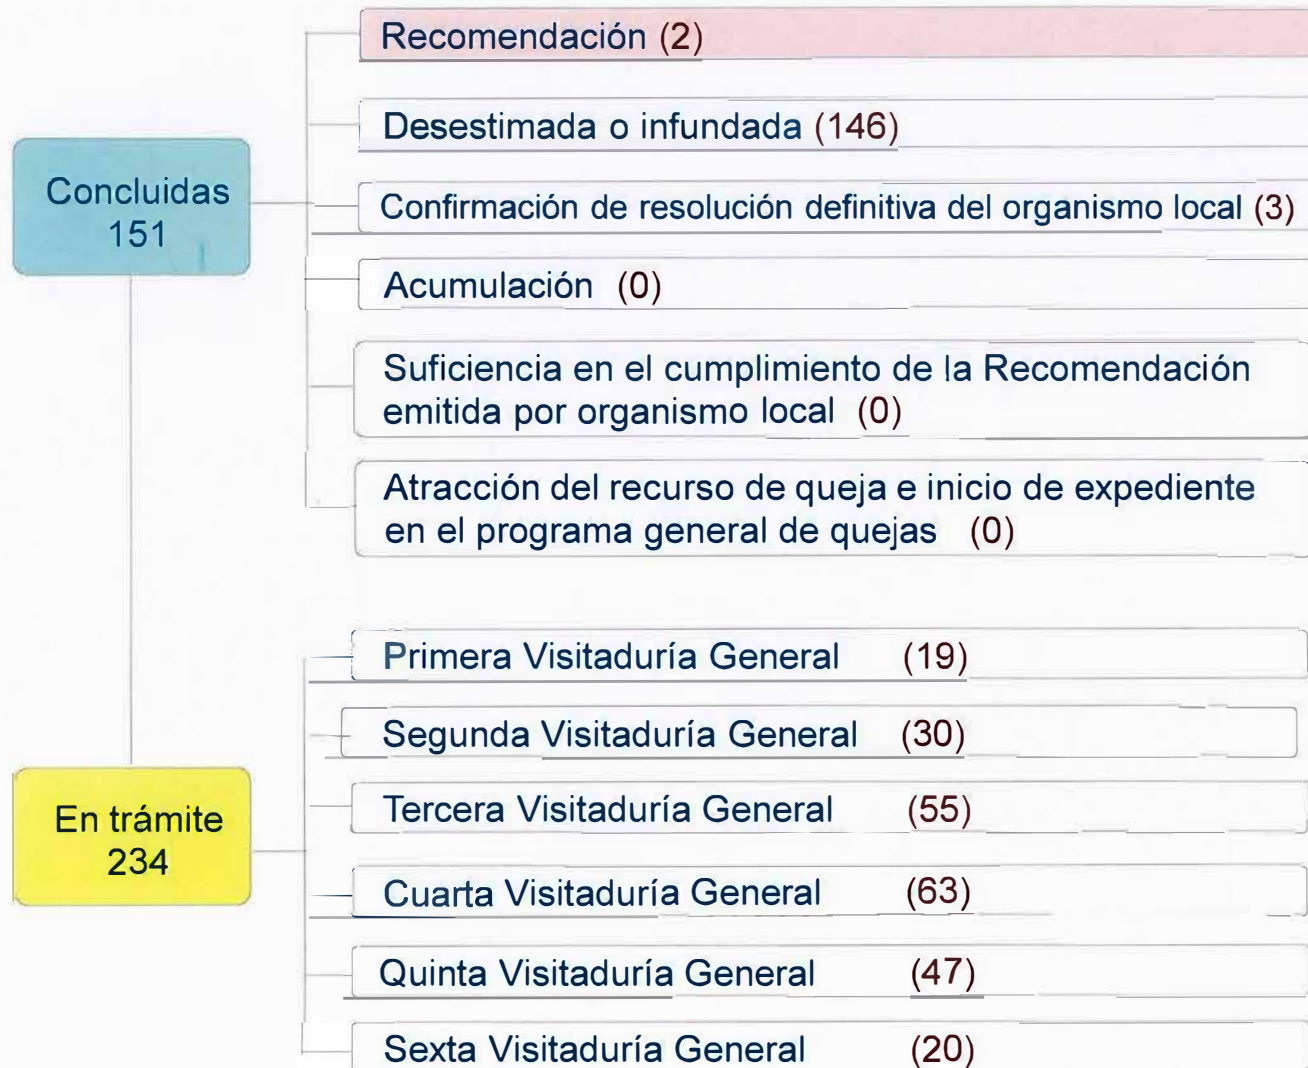 Recomendación (2)
Desestimada o infundada (146)
Concluidas
151
Confirmación de resolución definitiva del organismo local (3)
Acumulación (0)
Suficiencia en el cumplimiento de la Recomendación
emitida por organismo local (0)
Atracción del recurso de queja e inicio de expediente
en el programa general de quejas (0)
Primera Visitaduría General (19)
Segunda Visitaduría General (30)
Tercera Visitaduría General (55)
En trámite
234
Cuarta Visitaduría General (63)
Quinta Visitaduría General (47)
Sexta Visitaduría General (20)